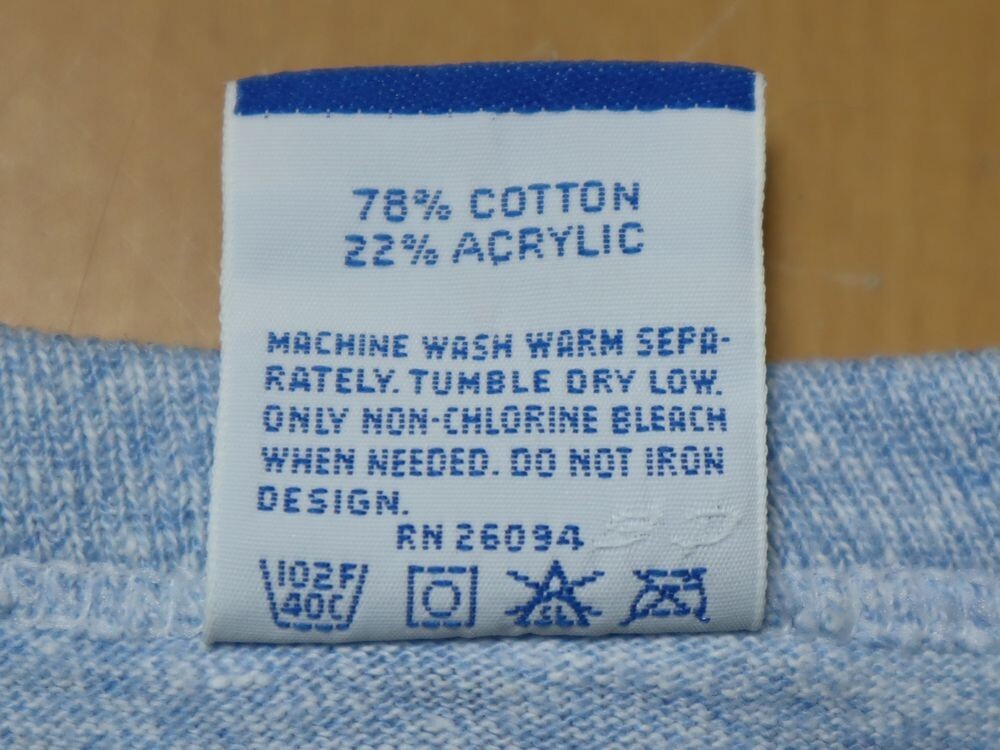 78% COTTON
22% ACRYLIC
MACHINE WASH WARM SEPA-
RATELY. TUMBLE DRY LOW.
ONLY NON-CHLORINE BLEACH
WHEN NEEDED. DO NOT IRON
DESIGN.
RN 26094
102F
40C
CL